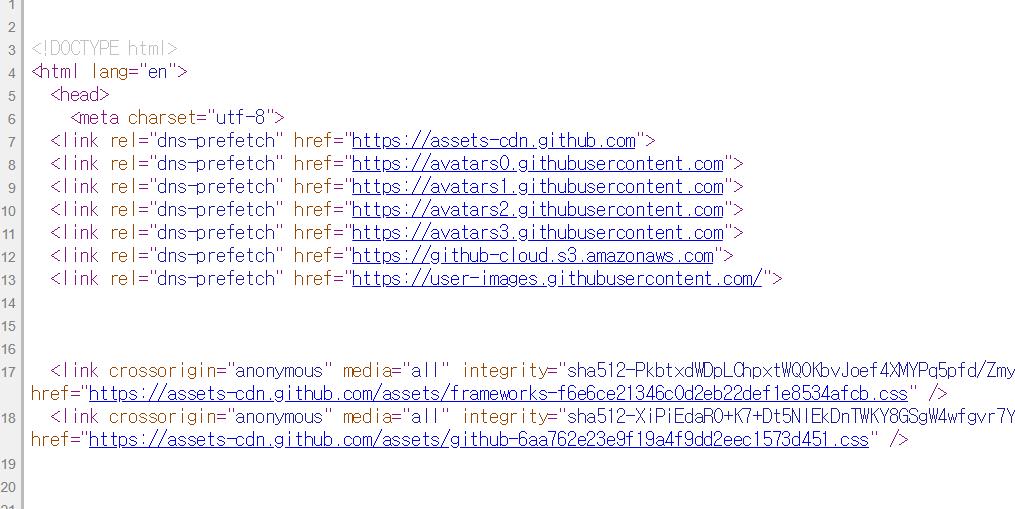 1
2
3 <!DOCTYPE html>
4 <html lang="en">
5 <head>
6 <meta charset="utf-8">
7 <link rel="dns-prefetch" href="https://assets-cdn.github.com">
8 <link rel="dns-prefetch" href="https://avatars0.githubusercontent.com">
9 <link rel="dns-prefetch" href="https://avatars1.githubusercontent.com">
10 <link rel="dns-prefetch" href="https://avatars2.githubusercontent.com">
11 <link rel="dns-prefetch" href="https://avatars3.githubusercontent.com">
12 <link rel="dns-prefetch" href="https://github-cloud.s3.amazonaws.com">
13 <link rel="dns-prefetch" href="https://user-images.githubusercontent.com/">
14
15
16
17 <link crossorigin="anonymous" media="all" integrity="sha512-PkbtxdWDpLChpxtWQ0KbvJoef4XMYPq5pfd/Zmy
href="https://assets-cdn.github.com/assets/frameworks-f6e6ce21346c0d2eb22def1e8534afcb.css" />
18 <link crossorigin="anonymous" media="all" integrity="sha512-XiPiEdaRO+K7+Dt5NlEkDnTWKY8GSgW4wfgvr7Y
href="https://assets-cdn.github.com/assets/github-6aa762e23e9f19a4f9dd2eec1573d451.css" />
19
20